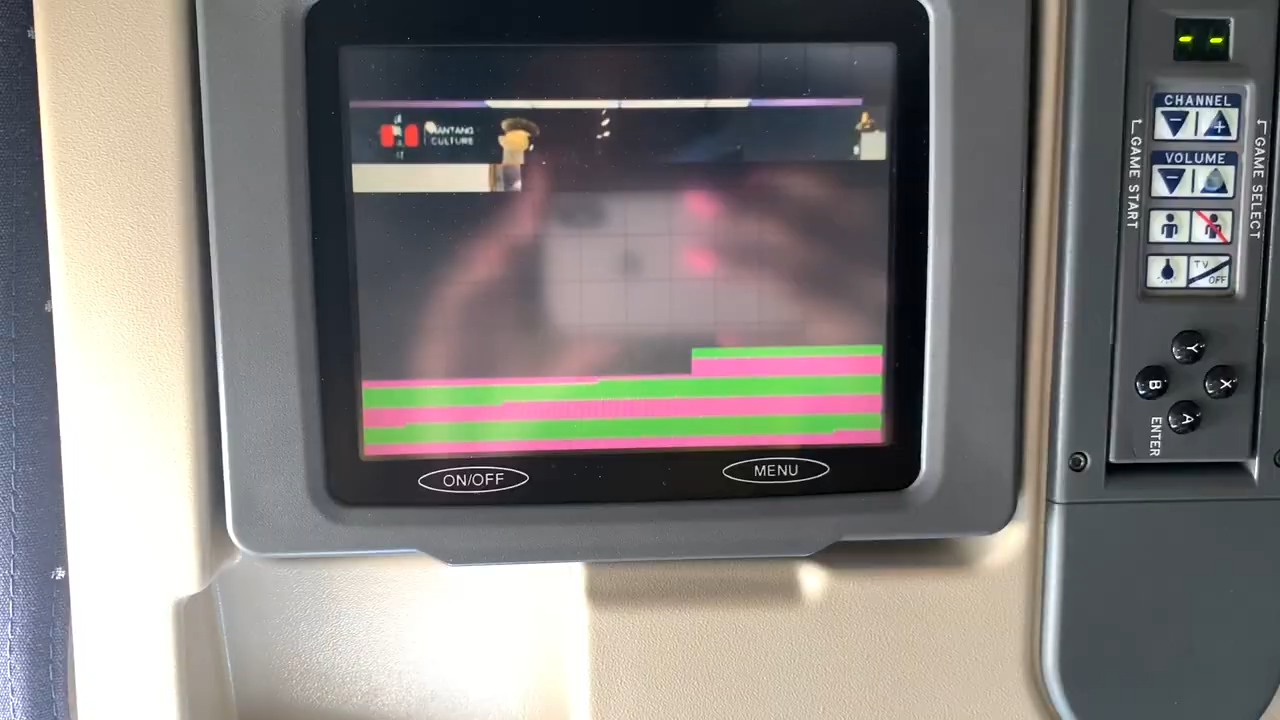 CULTURE
ON/OFF
MENU
CHANNEL
VOLUME
TV
OFF
GAME START
GAME SELECT
Y
B
X
A
ENTER